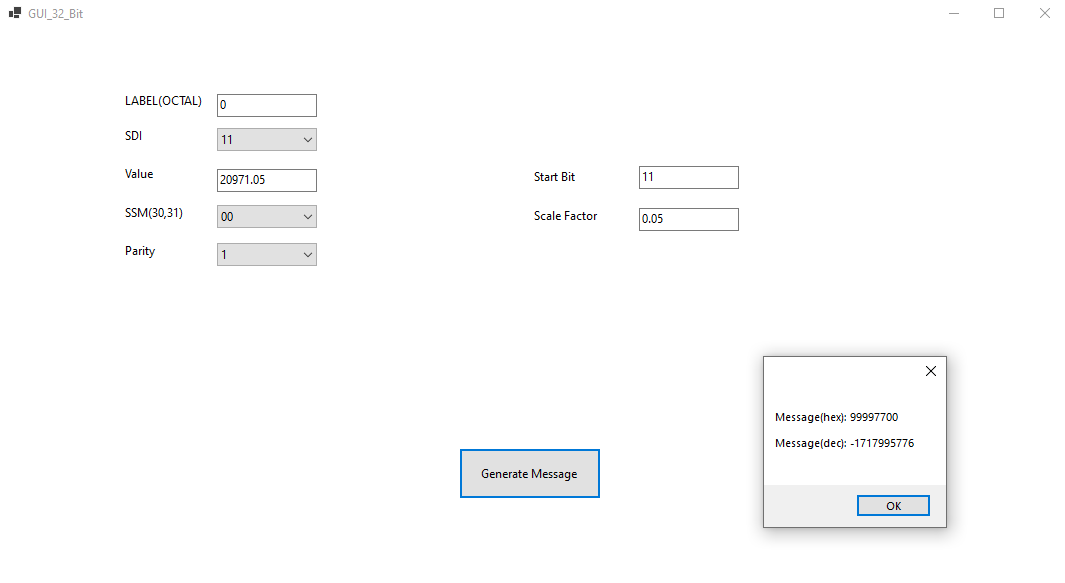 GUI_32_Bit
LABEL(OCTAL) 0
SDI 11
Value 20971.05
Start Bit 11
SSM(30,31) 00
Scale Factor 0.05
Parity 1
Message(hex): 99997700
Message(dec): -1717995776
Generate Message
OK